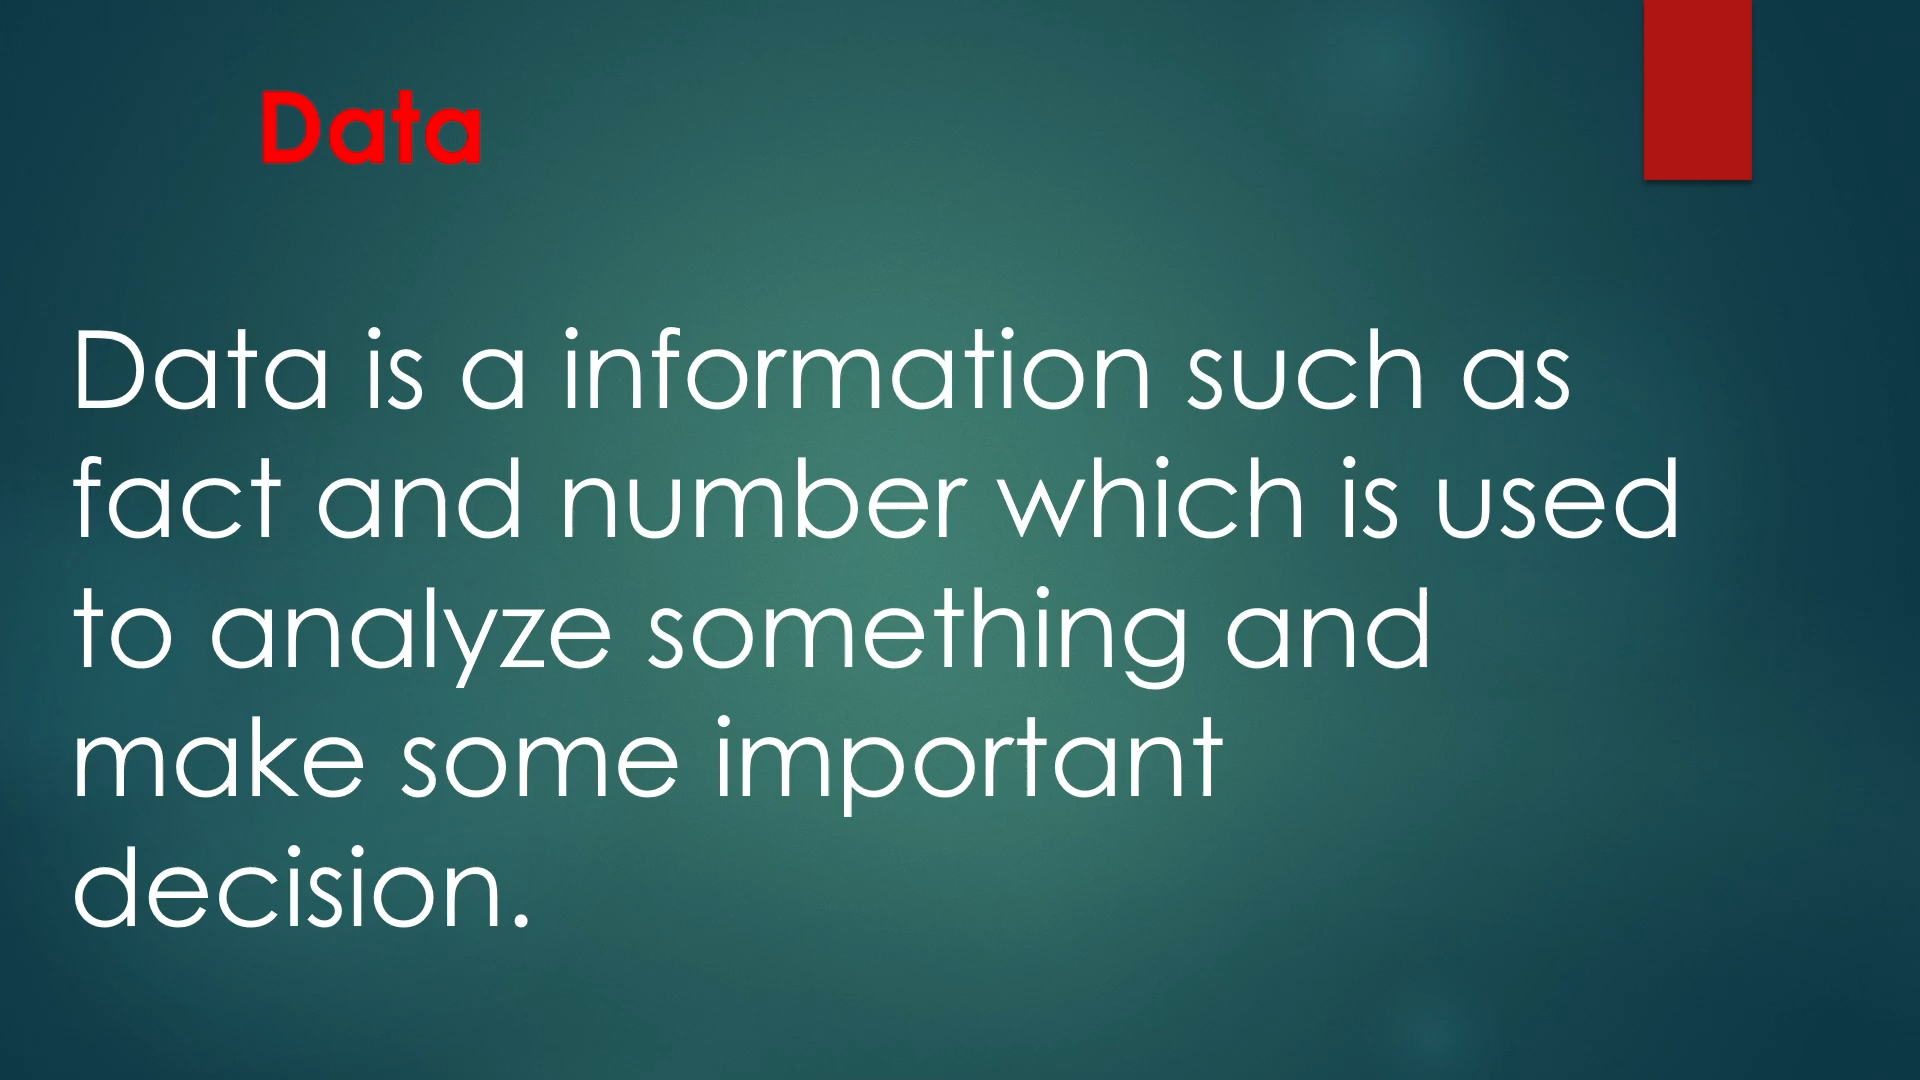 Data
Data is a information such as
fact and number which is used
to analyze something and
make some important
decision.